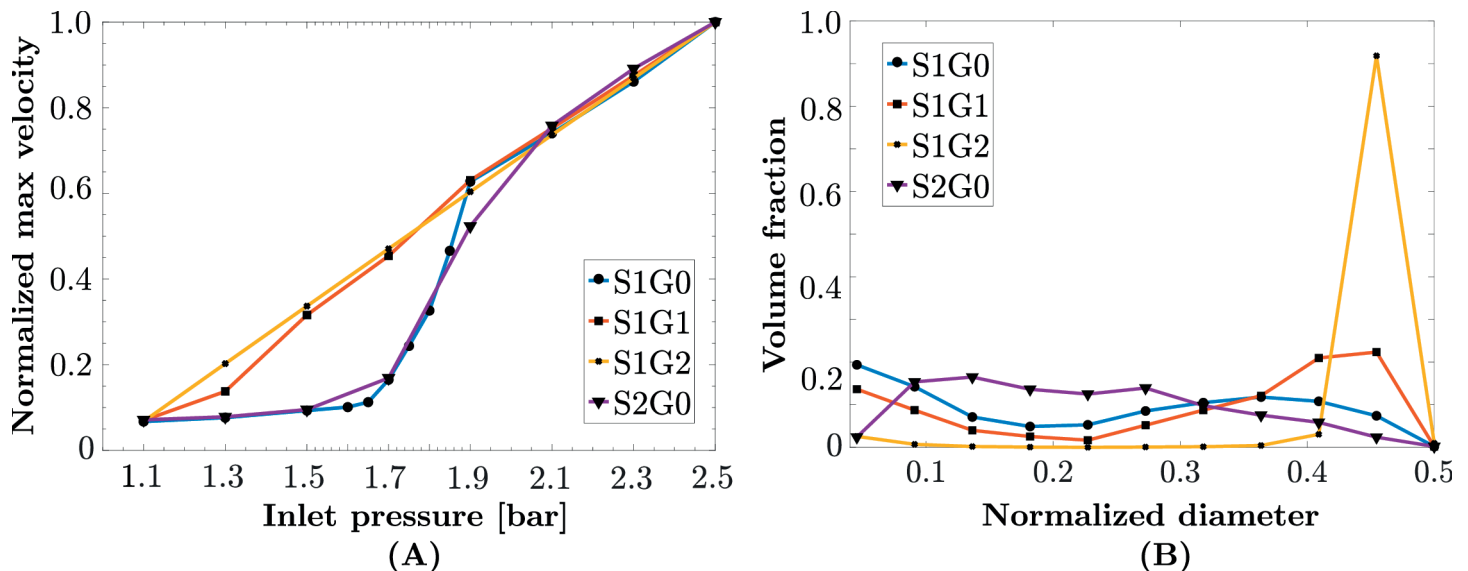 Normalized max velocity
1.0
0.8
0.6
0.4
0.2
0
1.1 1.3 1.5 1.7 1.9 2.1 2.3 2.5
Inlet pressure [bar]
S1G0
S1G1
S1G2
S2G0
(A)
Volume fraction
1.0
0.8
0.6
0.4
0.2
0
0.1 0.2 0.3 0.4 0.5
Normalized diameter
S1G0
S1G1
S1G2
S2G0
(B)